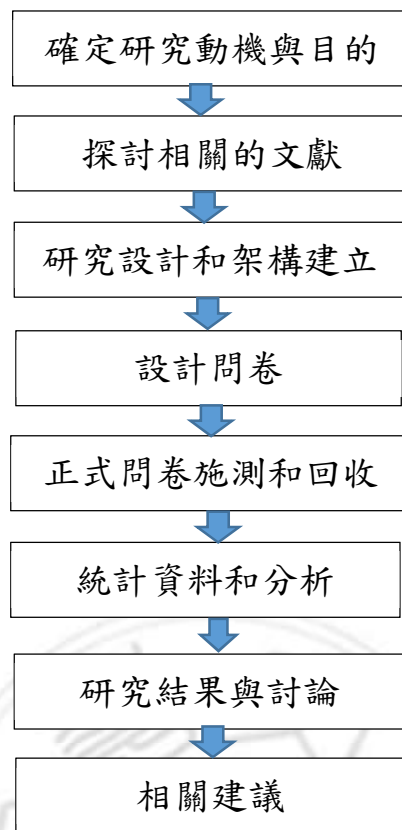 確定研究動機與目的
探討相關的文獻
研究設計和架構建立
設計問卷
正式問卷施測和回收
統計資料和分析
研究結果與討論
相關建議